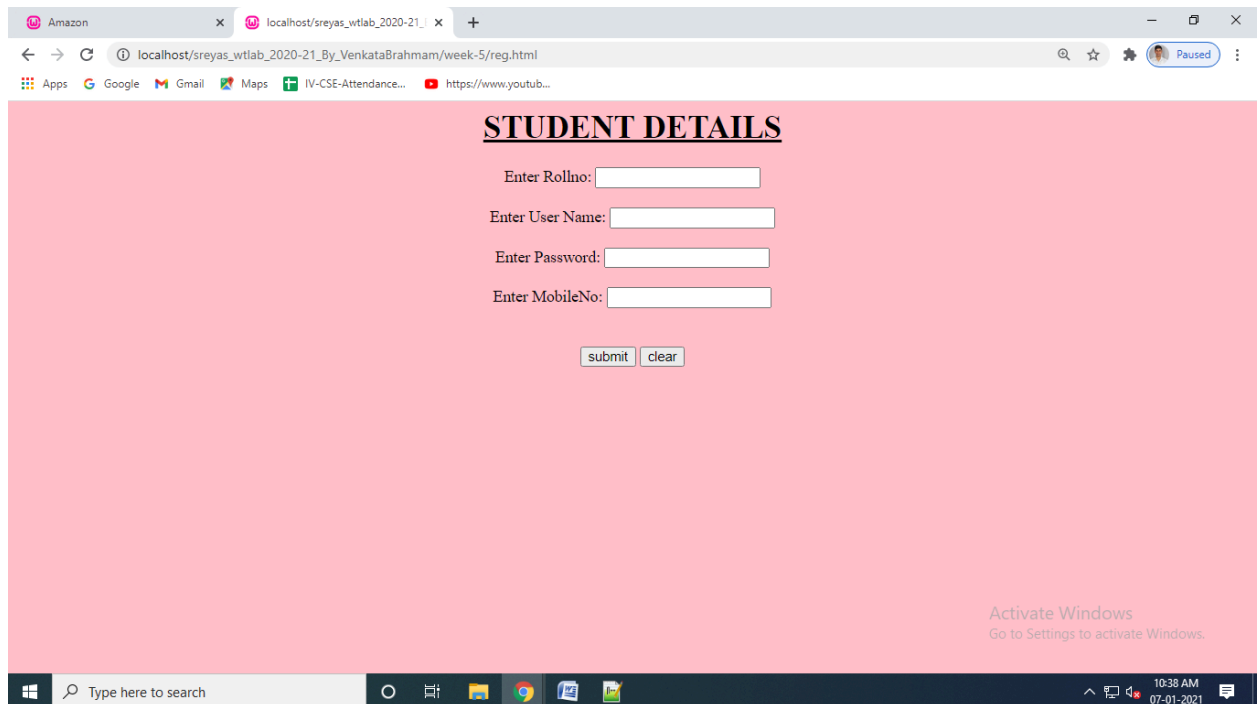 Amazon
localhost/sreyas_wtlab_2020-21_
localhost/sreyas_wtlab_2020-21_By_VenkataBrahmam/week-5/reg.html
Paused
Apps Google Gmail Maps IV-CSE-Attendance... https://www.youtub...
STUDENT DETAILS
Enter Rollno:
Enter User Name:
Enter Password:
Enter MobileNo:
submit clear
Activate Windows
Go to Settings to activate Windows.
Type here to search
10:38 AM
07-01-2021